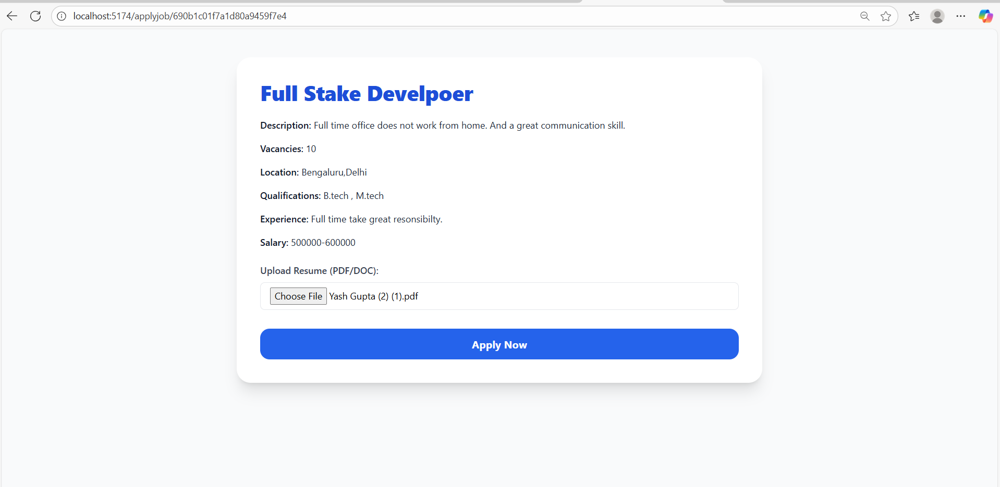 localhost:5174/applyjob/690b1c01f7a1d80a9459f7e4
Full Stake Develpoer
Description: Full time office does not work from home. And a great communication skill.
Vacancies: 10
Location: Bengaluru,Delhi
Qualifications: B.tech , M.tech
Experience: Full time take great resonsibilty.
Salary: 500000-600000
Upload Resume (PDF/DOC):
Choose File Yash Gupta (2) (1).pdf
Apply Now